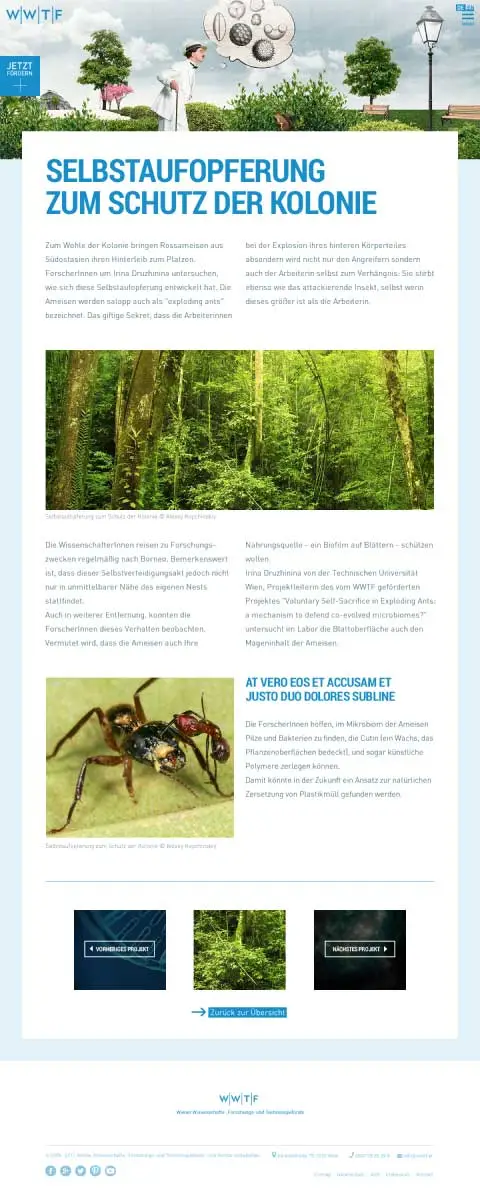 W|W|T|F
DE EN
MENÜ
JETZT
FÖRDERN
SELBSTAUFOPFERUNG
ZUM SCHUTZ DER KOLONIE
Zum Wohle der Kolonie bringen Rossameisen aus
Südostasien ihren Hinterleib zum Platzen.
ForscherInnen um Irina Druzhinina untersuchen,
wie sich diese Selbstaufopferung entwickelt hat. Die
Ameisen werden salopp auch als "exploding ants"
bezeichnet. Das giftige Sekret, dass die Arbeiterinnen
bei der Explosion ihres hinteren Körperteiles
absondern wird nicht nur den Angreifern sondern
auch der Arbeiterin selbst zum Verhängnis: Sie stirbt
ebenso wie das attackierende Insekt, selbst wenn
dieses größer ist als die Arbeiterin.
Selbstaufopferung zum Schutz der Kolonie © Alexey Kopchinskiy
Die WissenschafterInnen reisen zu Forschungs-
zwecken regelmäßig nach Borneo. Bemerkenswert
ist, dass dieser Selbstverteidigungsakt jedoch nicht
nur in unmittelbarer Nähe des eigenen Nests
stattfindet.
Auch in weiterer Entfernung, konnten die
ForscherInnen dieses Verhalten beobachten.
Vermutet wird, dass die Ameisen auch Ihre
Nahrungsquelle – ein Biofilm auf Blättern – schützen
wollen.
Irina Druzhinina von der Technischen Universität
Wien, Projektleiterin des vom WWTF geförderten
Projektes "Voluntary Self-Sacrifice in Exploding Ants:
a mechanism to defend co-evolved microbiomes?"
untersucht im Labor die Blattoberfläche auch den
Mageninhalt der Ameisen.
AT VERO EOS ET ACCUSAM ET
JUSTO DUO DOLORES SUBLINE
Die ForscherInnen hoffen, im Mikrobiom der Ameisen
Pilze und Bakterien zu finden, die Cutin (ein Wachs, das
Pflanzenoberflächen bedeckt), und sogar künstliche
Polymere zerlegen können.
Damit könnte in der Zukunft ein Ansatz zur natürlichen
Zersetzung von Plastikmüll gefunden werden.
Selbstaufopferung zum Schutz der Kolonie © Alexey Kopchinskiy
VORHERIGES PROJEKT
NÄCHSTES PROJEKT
Zurück zur Übersicht
W|W|T|F
Wiener Wissenschafts-, Forschungs- und Technologiefonds